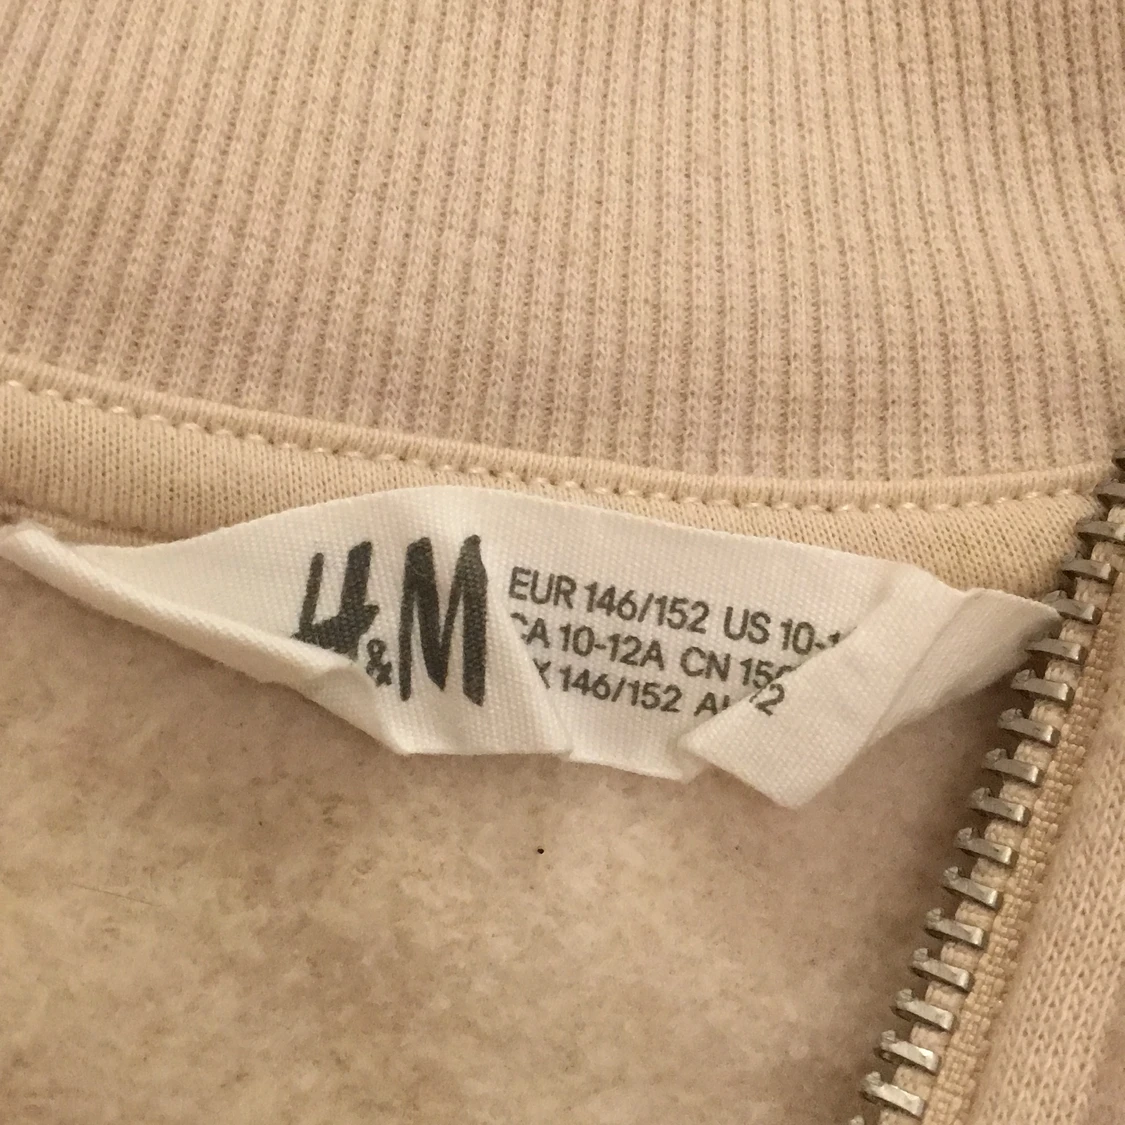 H&M
EUR 146/152 US 10-
CA 10-12A CN 15
146/152